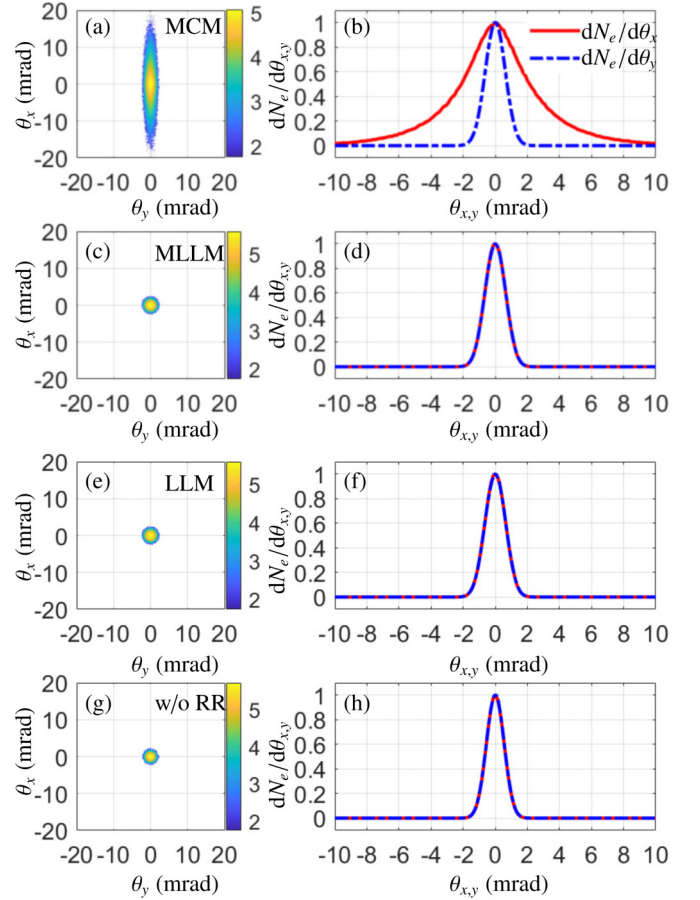 (a) MCM
θx (mrad)
20
10
0
-10
-20
-20 -10 0 10 20
θy (mrad)
5
4
3
2
dNe/dθx,y
(b)
dNe/dθx
dNe/dθy
1
0.8
0.6
0.4
0.2
0
-10 -8 -6 -4 -2 0 2 4 6 8 10
θx,y (mrad)
(c) MLLM
θx (mrad)
20
10
0
-10
-20
-20 -10 0 10 20
θy (mrad)
5
4
3
2
dNe/dθx,y
(d)
1
0.8
0.6
0.4
0.2
0
-10 -8 -6 -4 -2 0 2 4 6 8 10
θx,y (mrad)
(e) LLM
θx (mrad)
20
10
0
-10
-20
-20 -10 0 10 20
θy (mrad)
5
4
3
2
dNe/dθx,y
(f)
1
0.8
0.6
0.4
0.2
0
-10 -8 -6 -4 -2 0 2 4 6 8 10
θx,y (mrad)
(g) w/o RR
θx (mrad)
20
10
0
-10
-20
-20 -10 0 10 20
θy (mrad)
5
4
3
2
dNe/dθx,y
(h)
1
0.8
0.6
0.4
0.2
0
-10 -8 -6 -4 -2 0 2 4 6 8 10
θx,y (mrad)